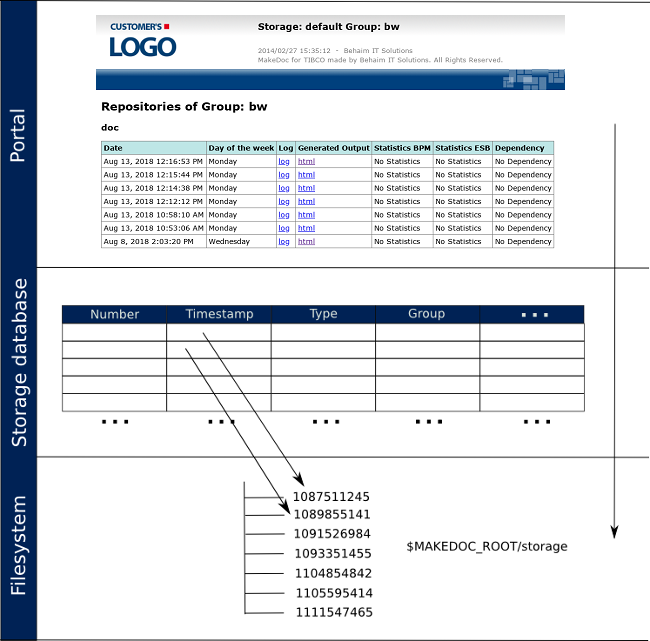 CUSTOMER'S
LOGO
Storage: default Group: bw
2014/02/27 15:35:12 - Behaim IT Solutions
MakeDoc for TIBCO made by Behaim IT Solutions. All Rights Reserved.
Portal
Repositories of Group: bw
doc
Date Day of the week Log Generated Output Statistics BPM Statistics ESB Dependency
Aug 13, 2018 12:16:53 PM Monday log html No Statistics No Statistics No Dependency
Aug 13, 2018 12:15:44 PM Monday log html No Statistics No Statistics No Dependency
Aug 13, 2018 12:14:38 PM Monday log html No Statistics No Statistics No Dependency
Aug 13, 2018 12:12:12 PM Monday log html No Statistics No Statistics No Dependency
Aug 13, 2018 10:58:10 AM Monday log html No Statistics No Statistics No Dependency
Aug 13, 2018 10:53:06 AM Monday log html No Statistics No Statistics No Dependency
Aug 8, 2018 2:03:20 PM Wednesday log html No Statistics No Statistics No Dependency
Storage database
Number Timestamp Type Group ...
... ... ... ... ...
Filesystem
1087511245
1089855141
1091526984
1093351455
1104854842
1105595414
1111547465
$MAKEDOC_ROOT/storage